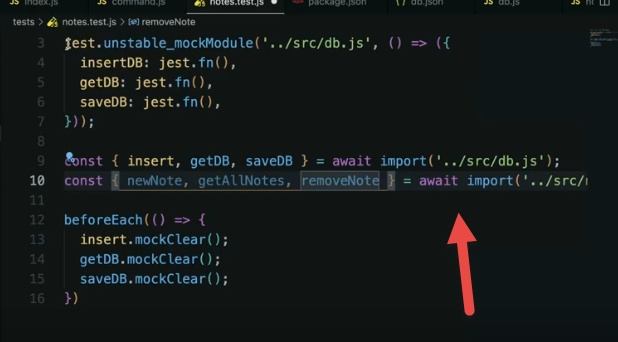 JS index.js JS command.js JS notes.test.js package.json {} db.json JS db.js JS
tests > JS notes.test.js > removeNote
3 jest.unstable_mockModule('../src/db.js', () => ({
4 insertDB: jest.fn(),
5 getDB: jest.fn(),
6 saveDB: jest.fn(),
7 }));
8
9 const { insert, getDB, saveDB } = await import('../src/db.js');
10 const { newNote, getAllNotes, removeNote } = await import('../src/
11
12 beforeEach(() => {
13 insert.mockClear();
14 getDB.mockClear();
15 saveDB.mockClear();
16 })